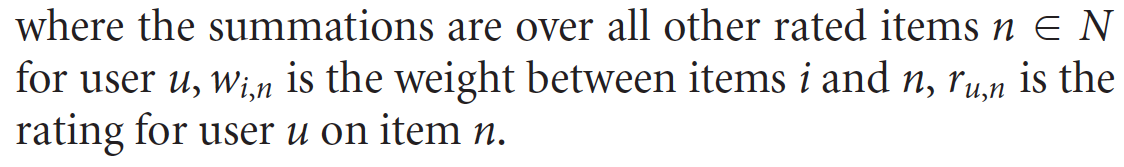 where the summations are over all other rated items n ∈ N
for user u, w_{i,n} is the weight between items i and n, r_{u,n} is the
rating for user u on item n.